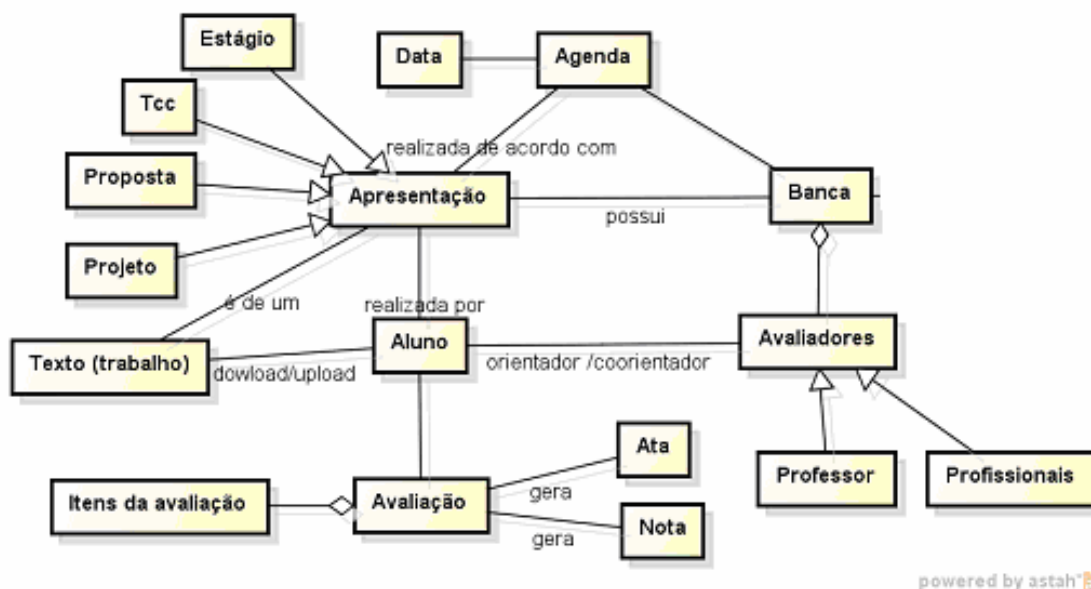 Estágio
Data
Agenda
Tcc
realizada de acordo com
Proposta
Apresentação
Banca
possui
Projeto
é de um
realizada por
Texto (trabalho)
Aluno
Avaliadores
dowload/upload
orientador /coorientador
Ata
Professor
Profissionais
Itens da avaliação
Avaliação
gera
Nota
gera
powered by astah*